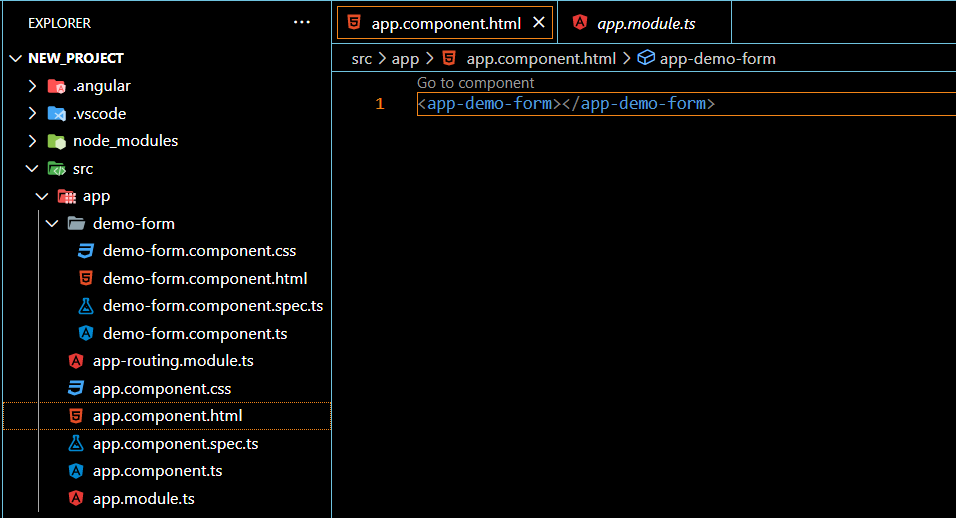 EXPLORER ...
NEW_PROJECT
.angular
.vscode
node_modules
src
app
demo-form
demo-form.component.css
demo-form.component.html
demo-form.component.spec.ts
demo-form.component.ts
app-routing.module.ts
app.component.css
app.component.html
app.component.spec.ts
app.component.ts
app.module.ts
app.component.html app.module.ts
src > app > app.component.html > app-demo-form
Go to component
1 <app-demo-form></app-demo-form>